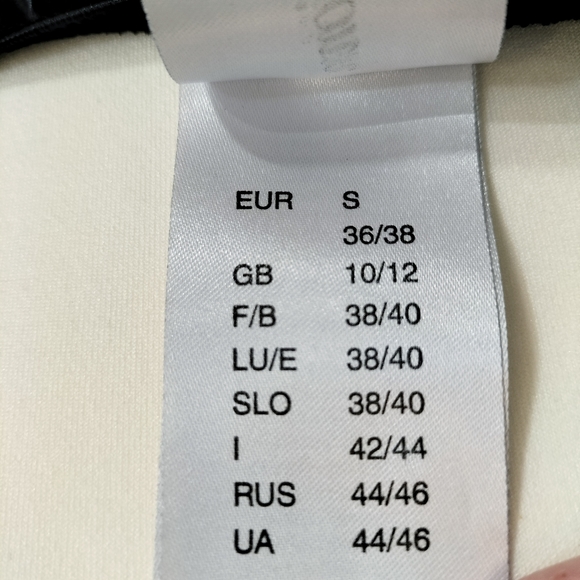 EUR S
36/38
GB 10/12
F/B 38/40
LU/E 38/40
SLO 38/40
I 42/44
RUS 44/46
UA 44/46